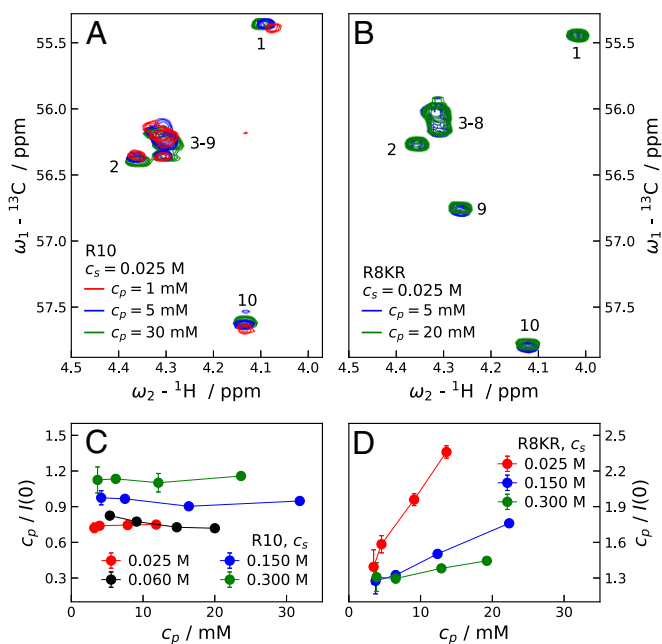 A
1
3-9
2
10
R10
c_s = 0.025 M
c_p = 1 mM
c_p = 5 mM
c_p = 30 mM
55.5
56.0
56.5
57.0
57.5
ω₁ - ¹³C / ppm
4.5 4.4 4.3 4.2 4.1 4.0
ω₂ - ¹H / ppm
B
1
3-8
2
9
10
R8KR
c_s = 0.025 M
c_p = 5 mM
c_p = 20 mM
55.5
56.0
56.5
57.0
57.5
ω₁ - ¹³C / ppm
4.5 4.4 4.3 4.2 4.1 4.0
ω₂ - ¹H / ppm
C
1.5
1.2
0.9
0.6
0.3
c_p / I(0)
R10, c_s
0.025 M 0.150 M
0.060 M 0.300 M
0 10 20 30
c_p / mM
D
R8KR, c_s
0.025 M
0.150 M
0.300 M
2.5
2.2
1.9
1.6
1.3
c_p / I(0)
0 10 20 30
c_p / mM